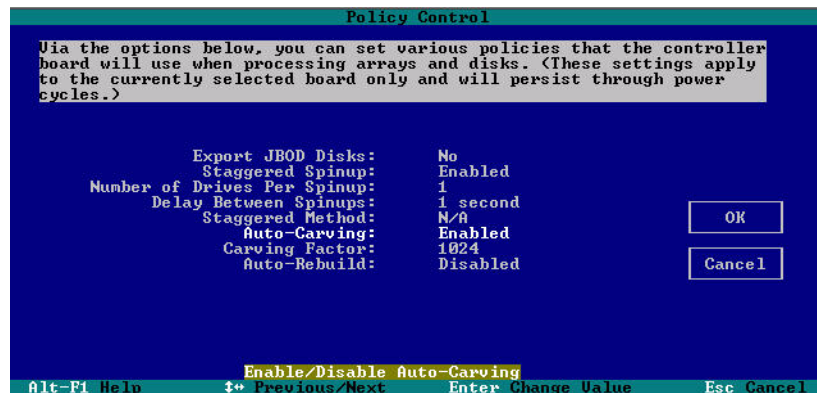 Policy Control
Via the options below, you can set various policies that the controller
board will use when processing arrays and disks. (These settings apply
to the currently selected board only and will persist through power
cycles.)
Export JBOD Disks: No
Staggered Spinup: Enabled
Number of Drives Per Spinup: 1
Delay Between Spinups: 1 second
Staggered Method: N/A
Auto-Carving: Enabled
Carving Factor: 1024
Auto-Rebuild: Disabled
OK
Cancel
Enable/Disable Auto-Carving
Alt-F1 Help ↕↔ Previous/Next Enter Change Value Esc Cancel